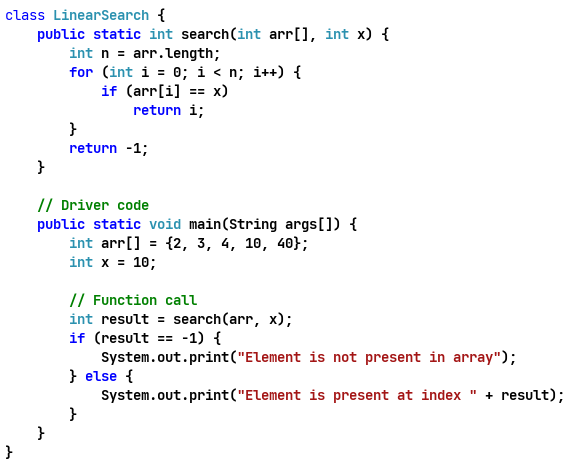 class LinearSearch {
    public static int search(int arr[], int x) {
        int n = arr.length;
        for (int i = 0; i < n; i++) {
            if (arr[i] == x)
                return i;
        }
        return -1;
    }

    // Driver code
    public static void main(String args[]) {
        int arr[] = {2, 3, 4, 10, 40};
        int x = 10;

        // Function call
        int result = search(arr, x);
        if (result == -1) {
            System.out.print("Element is not present in array");
        } else {
            System.out.print("Element is present at index " + result);
        }
    }
}